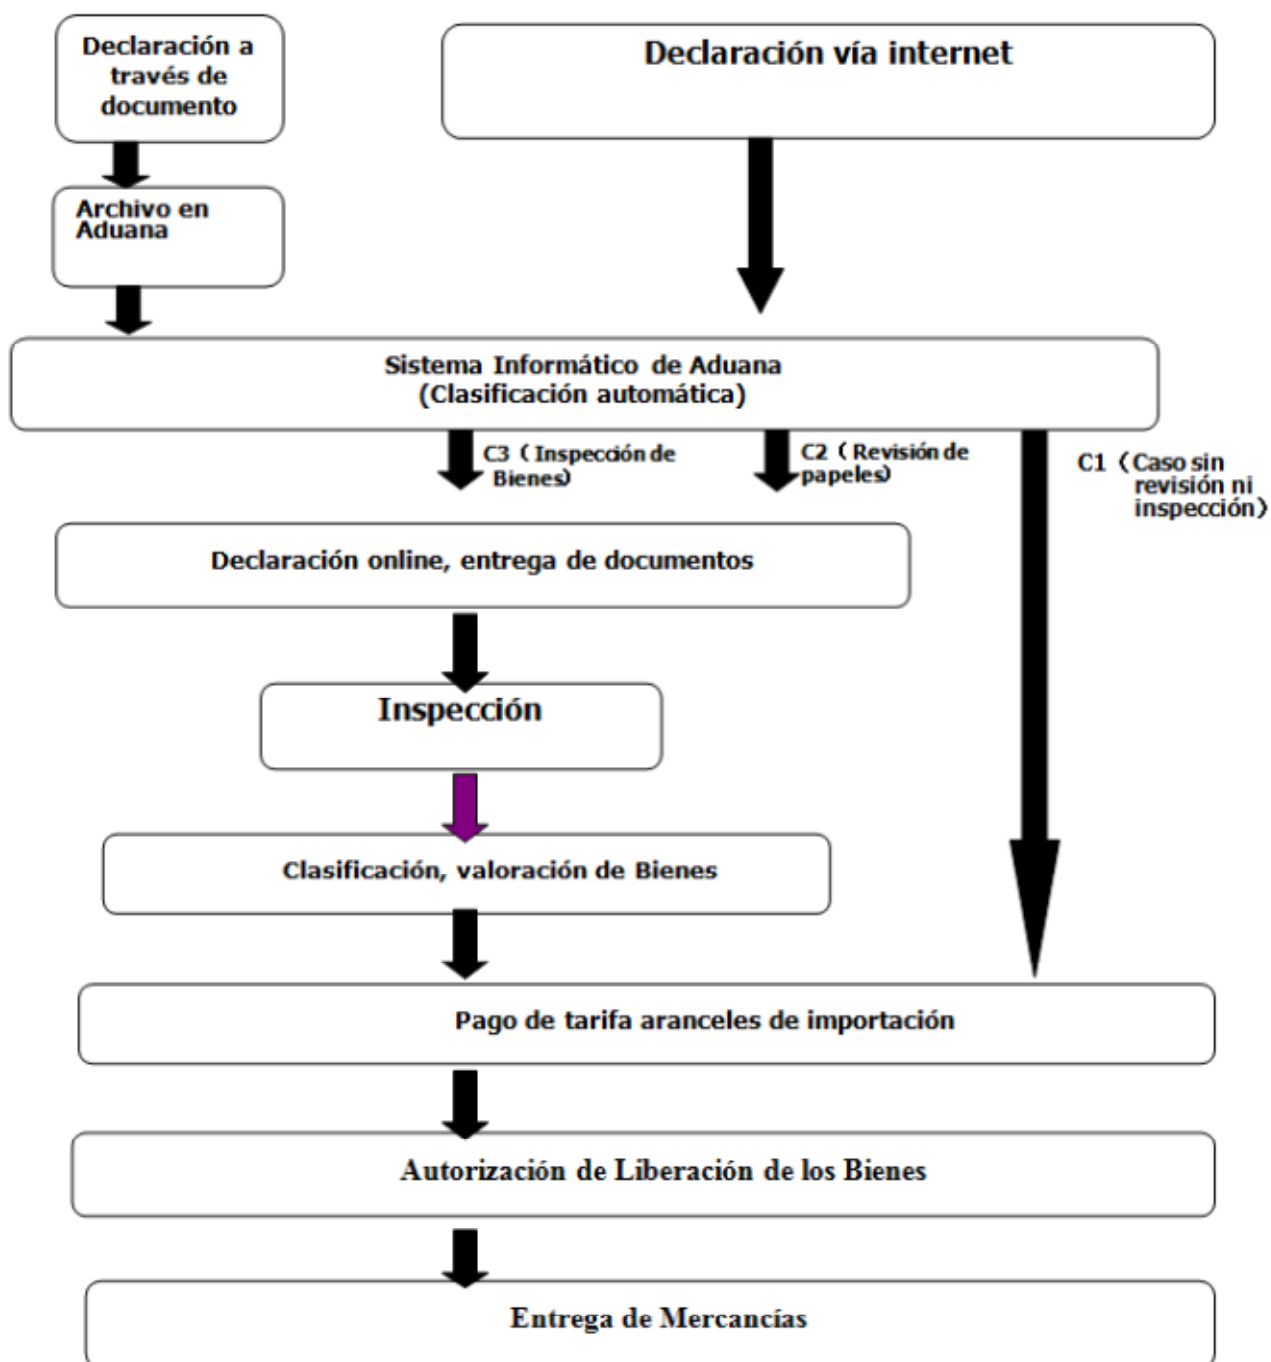 Declaración a
través de
documento
Declaración vía internet
Archivo en
Aduana
Sistema Informático de Aduana
(Clasificación automática)
C3（Inspección de
Bienes）
C2（Revisión de
papeles）
C1（Caso sin
revisión ni
inspección）
Declaración online, entrega de documentos
Inspección
Clasificación, valoración de Bienes
Pago de tarifa aranceles de importación
Autorización de Liberación de los Bienes
Entrega de Mercancías